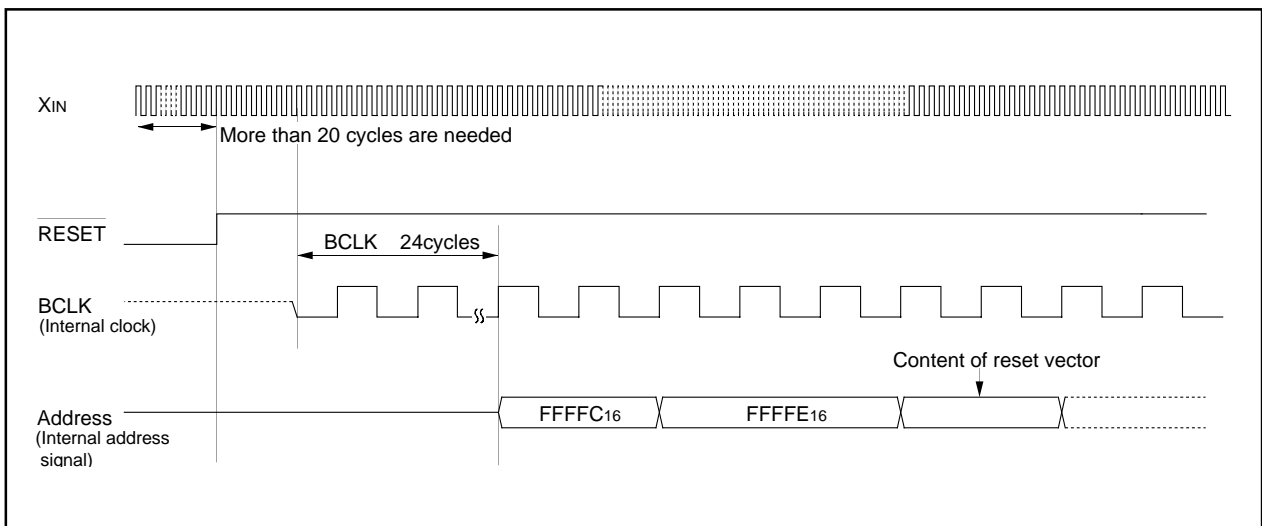 XIN
More than 20 cycles are needed
RESET
BCLK 24cycles
BCLK
(Internal clock)
Content of reset vector
Address
(Internal address
signal)
FFFFC16
FFFFE16